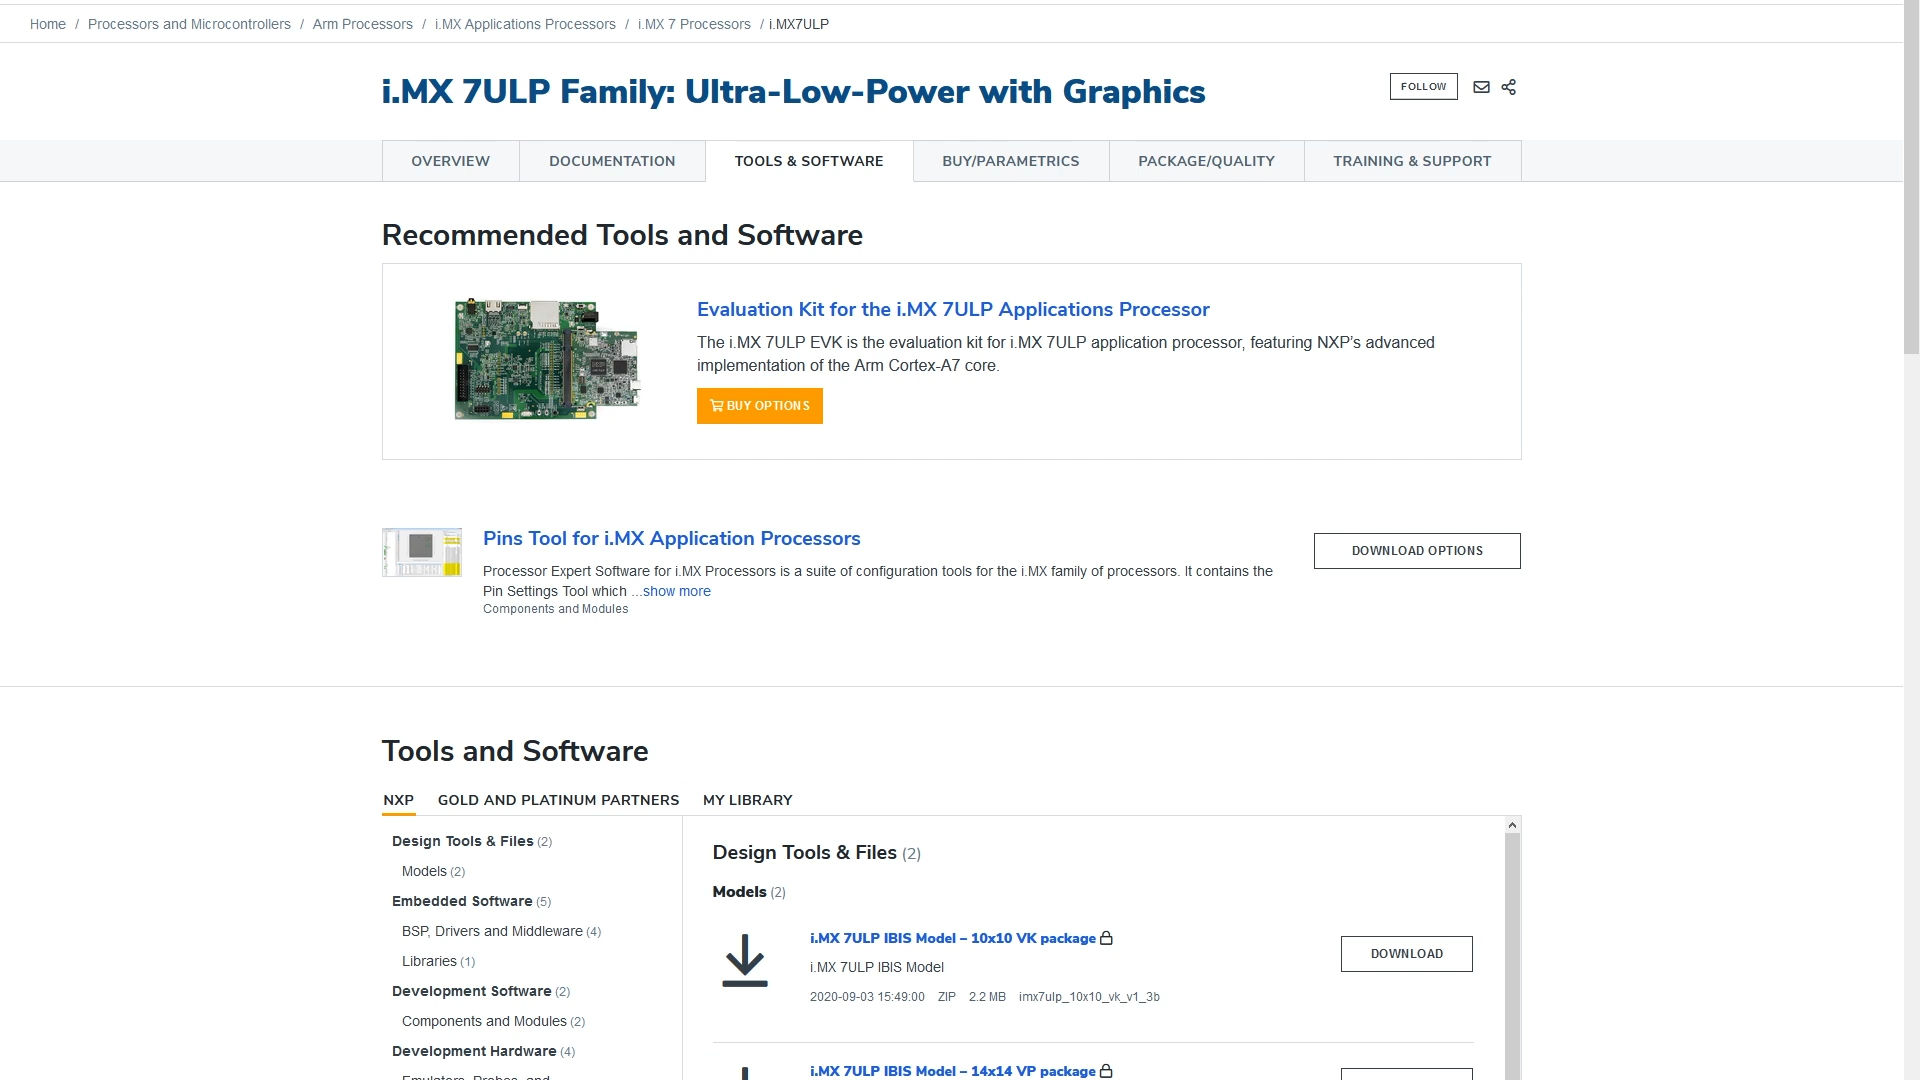 Home / Processors and Microcontrollers / Arm Processors / i.MX Applications Processors / i.MX 7 Processors / i.MX7ULP
i.MX 7ULP Family: Ultra-Low-Power with Graphics
FOLLOW
OVERVIEW
DOCUMENTATION
TOOLS & SOFTWARE
BUY/PARAMETRICS
PACKAGE/QUALITY
TRAINING & SUPPORT
Recommended Tools and Software
Evaluation Kit for the i.MX 7ULP Applications Processor
The i.MX 7ULP EVK is the evaluation kit for i.MX 7ULP application processor, featuring NXP’s advanced
implementation of the Arm Cortex-A7 core.
BUY OPTIONS
Pins Tool for i.MX Application Processors
Processor Expert Software for i.MX Processors is a suite of configuration tools for the i.MX family of processors. It contains the
Pin Settings Tool which ...show more
Components and Modules
DOWNLOAD OPTIONS
Tools and Software
NXP
GOLD AND PLATINUM PARTNERS
MY LIBRARY
Design Tools & Files (2)
Models (2)
Embedded Software (5)
BSP, Drivers and Middleware (4)
Libraries (1)
Development Software (2)
Components and Modules (2)
Development Hardware (4)
Emulators, Probes, and
Design Tools & Files (2)
Models (2)
i.MX 7ULP IBIS Model – 10x10 VK package
i.MX 7ULP IBIS Model
2020-09-03 15:49:00 ZIP 2.2 MB imx7ulp_10x10_vk_v1_3b
DOWNLOAD
i.MX 7ULP IBIS Model – 14x14 VP package